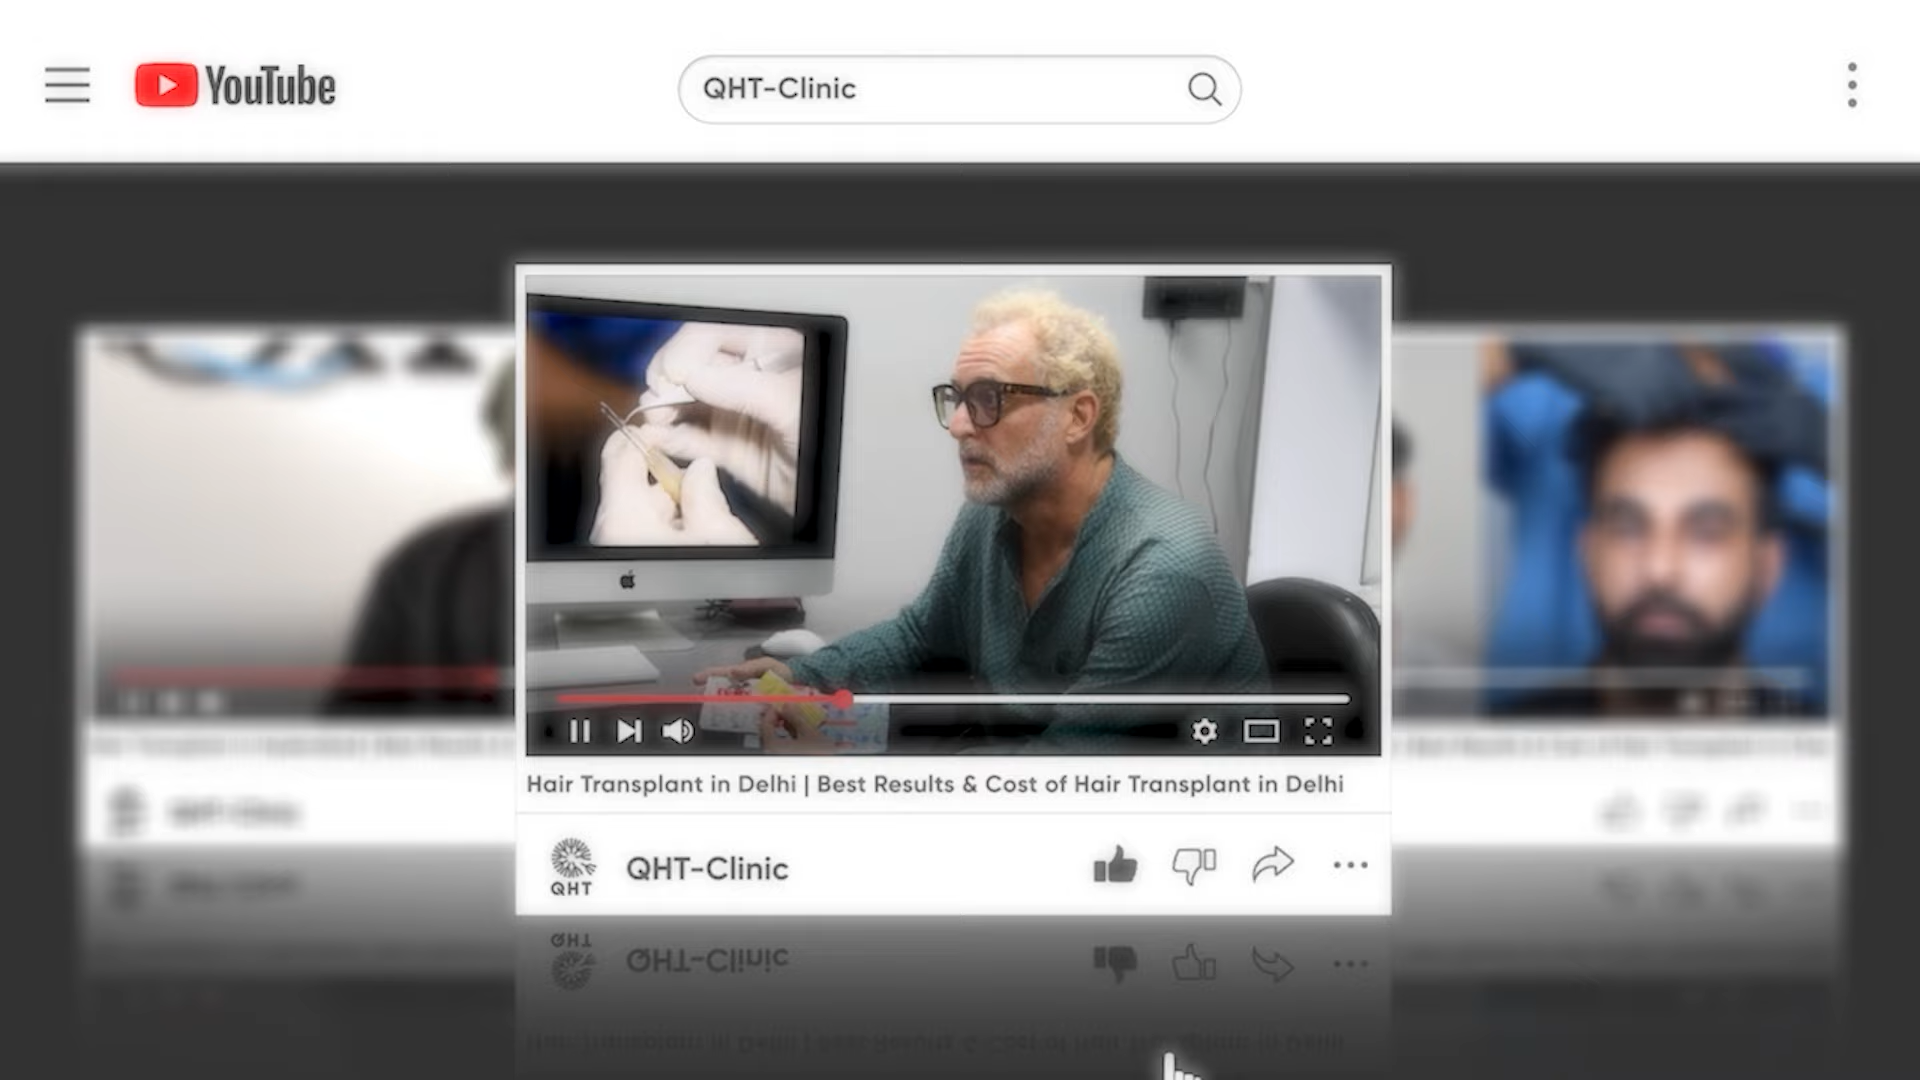 YouTube
QHT-Clinic
Hair Transplant in Delhi | Best Results & Cost of Hair Transplant in Delhi
QHT
QHT-Clinic